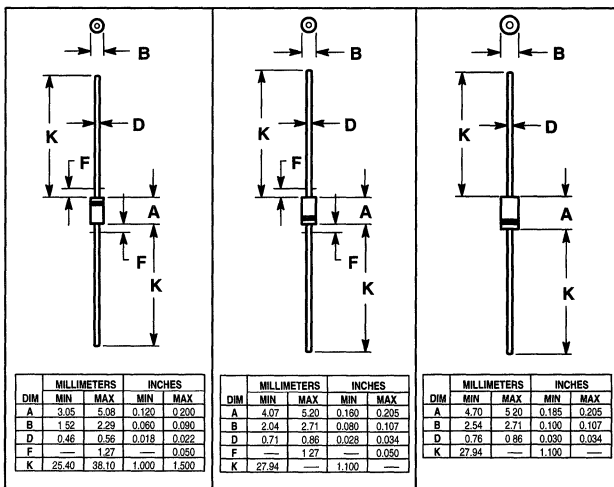 B
K
D
F
A
F
K
MILLIMETERS INCHES
DIM MIN MAX MIN MAX
A 3.05 5.08 0.120 0 200
B 1.52 2.29 0.060 0.090
D 0.46 0.56 0.018 0.022
F — 1.27 — 0.050
K 25.40 38.10 1.000 1.500
B
K
D
F
A
F
K
MILLIMETERS INCHES
DIM MIN MAX MIN MAX
A 4.07 5.20 0.160 0.205
B 2.04 2.71 0.080 0.107
D 0.71 0.86 0.028 0.034
F — 1 27 — 0.050
K 27.94 — 1.100 —
B
K
D
A
K
MILLIMETERS INCHES
DIM MIN MAX MIN MAX
A 4.70 5 20 0.185 0.205
B 2.54 2.71 0.100 0.107
D 0.76 0 86 0.030 0.034
K 27.94 — 1.100 —